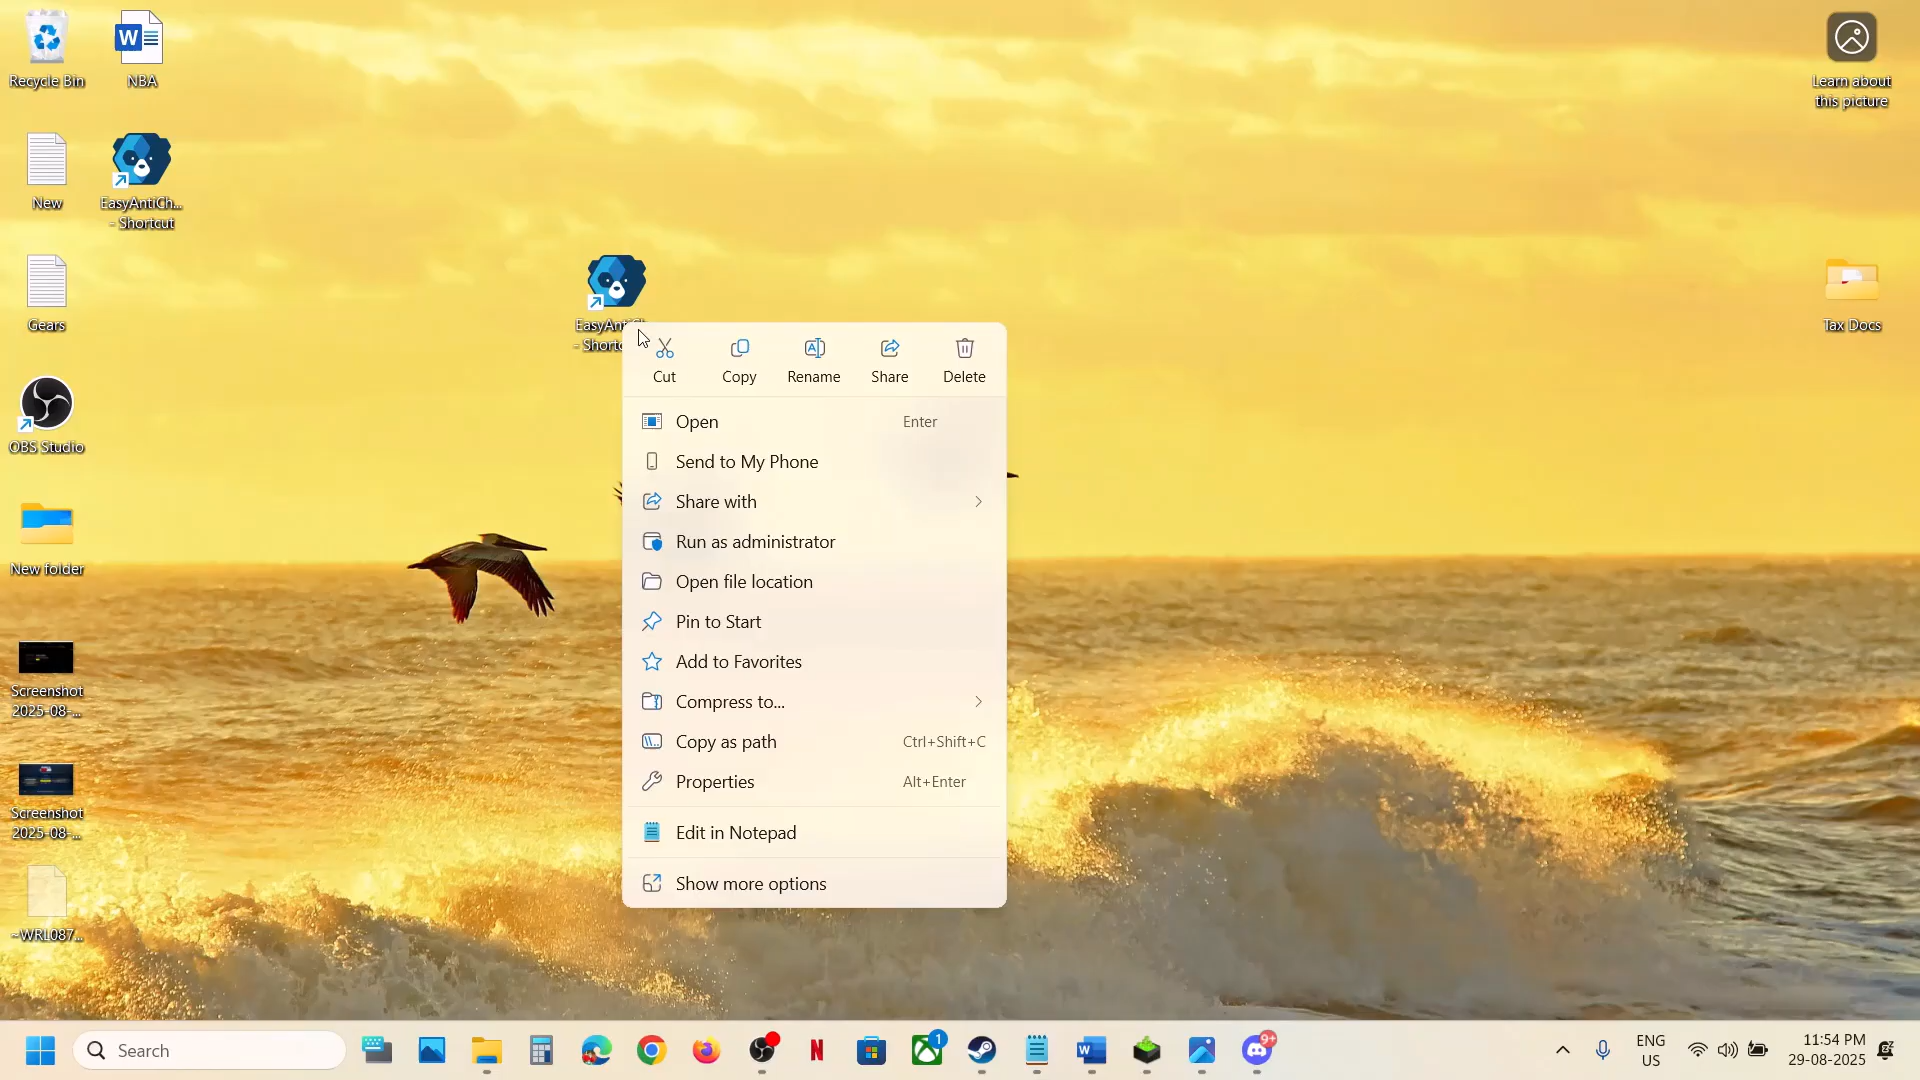 Recycle Bin
NBA
New
EasyAntiCh...
- Shortcut
Gears
OBS Studio
New folder
Screenshot
2025-08-...
Screenshot
2025-08-...
~WRL087...
- Shortc
Cut
Copy
Rename
Share
Delete
Open
Enter
Send to My Phone
Share with
Run as administrator
Open file location
Pin to Start
Add to Favorites
Compress to...
Copy as path
Ctrl+Shift+C
Properties
Alt+Enter
Edit in Notepad
Show more options
Learn about
this picture
Tax Docs
Search
1
9+
ENG
US
11:54 PM
29-08-2025